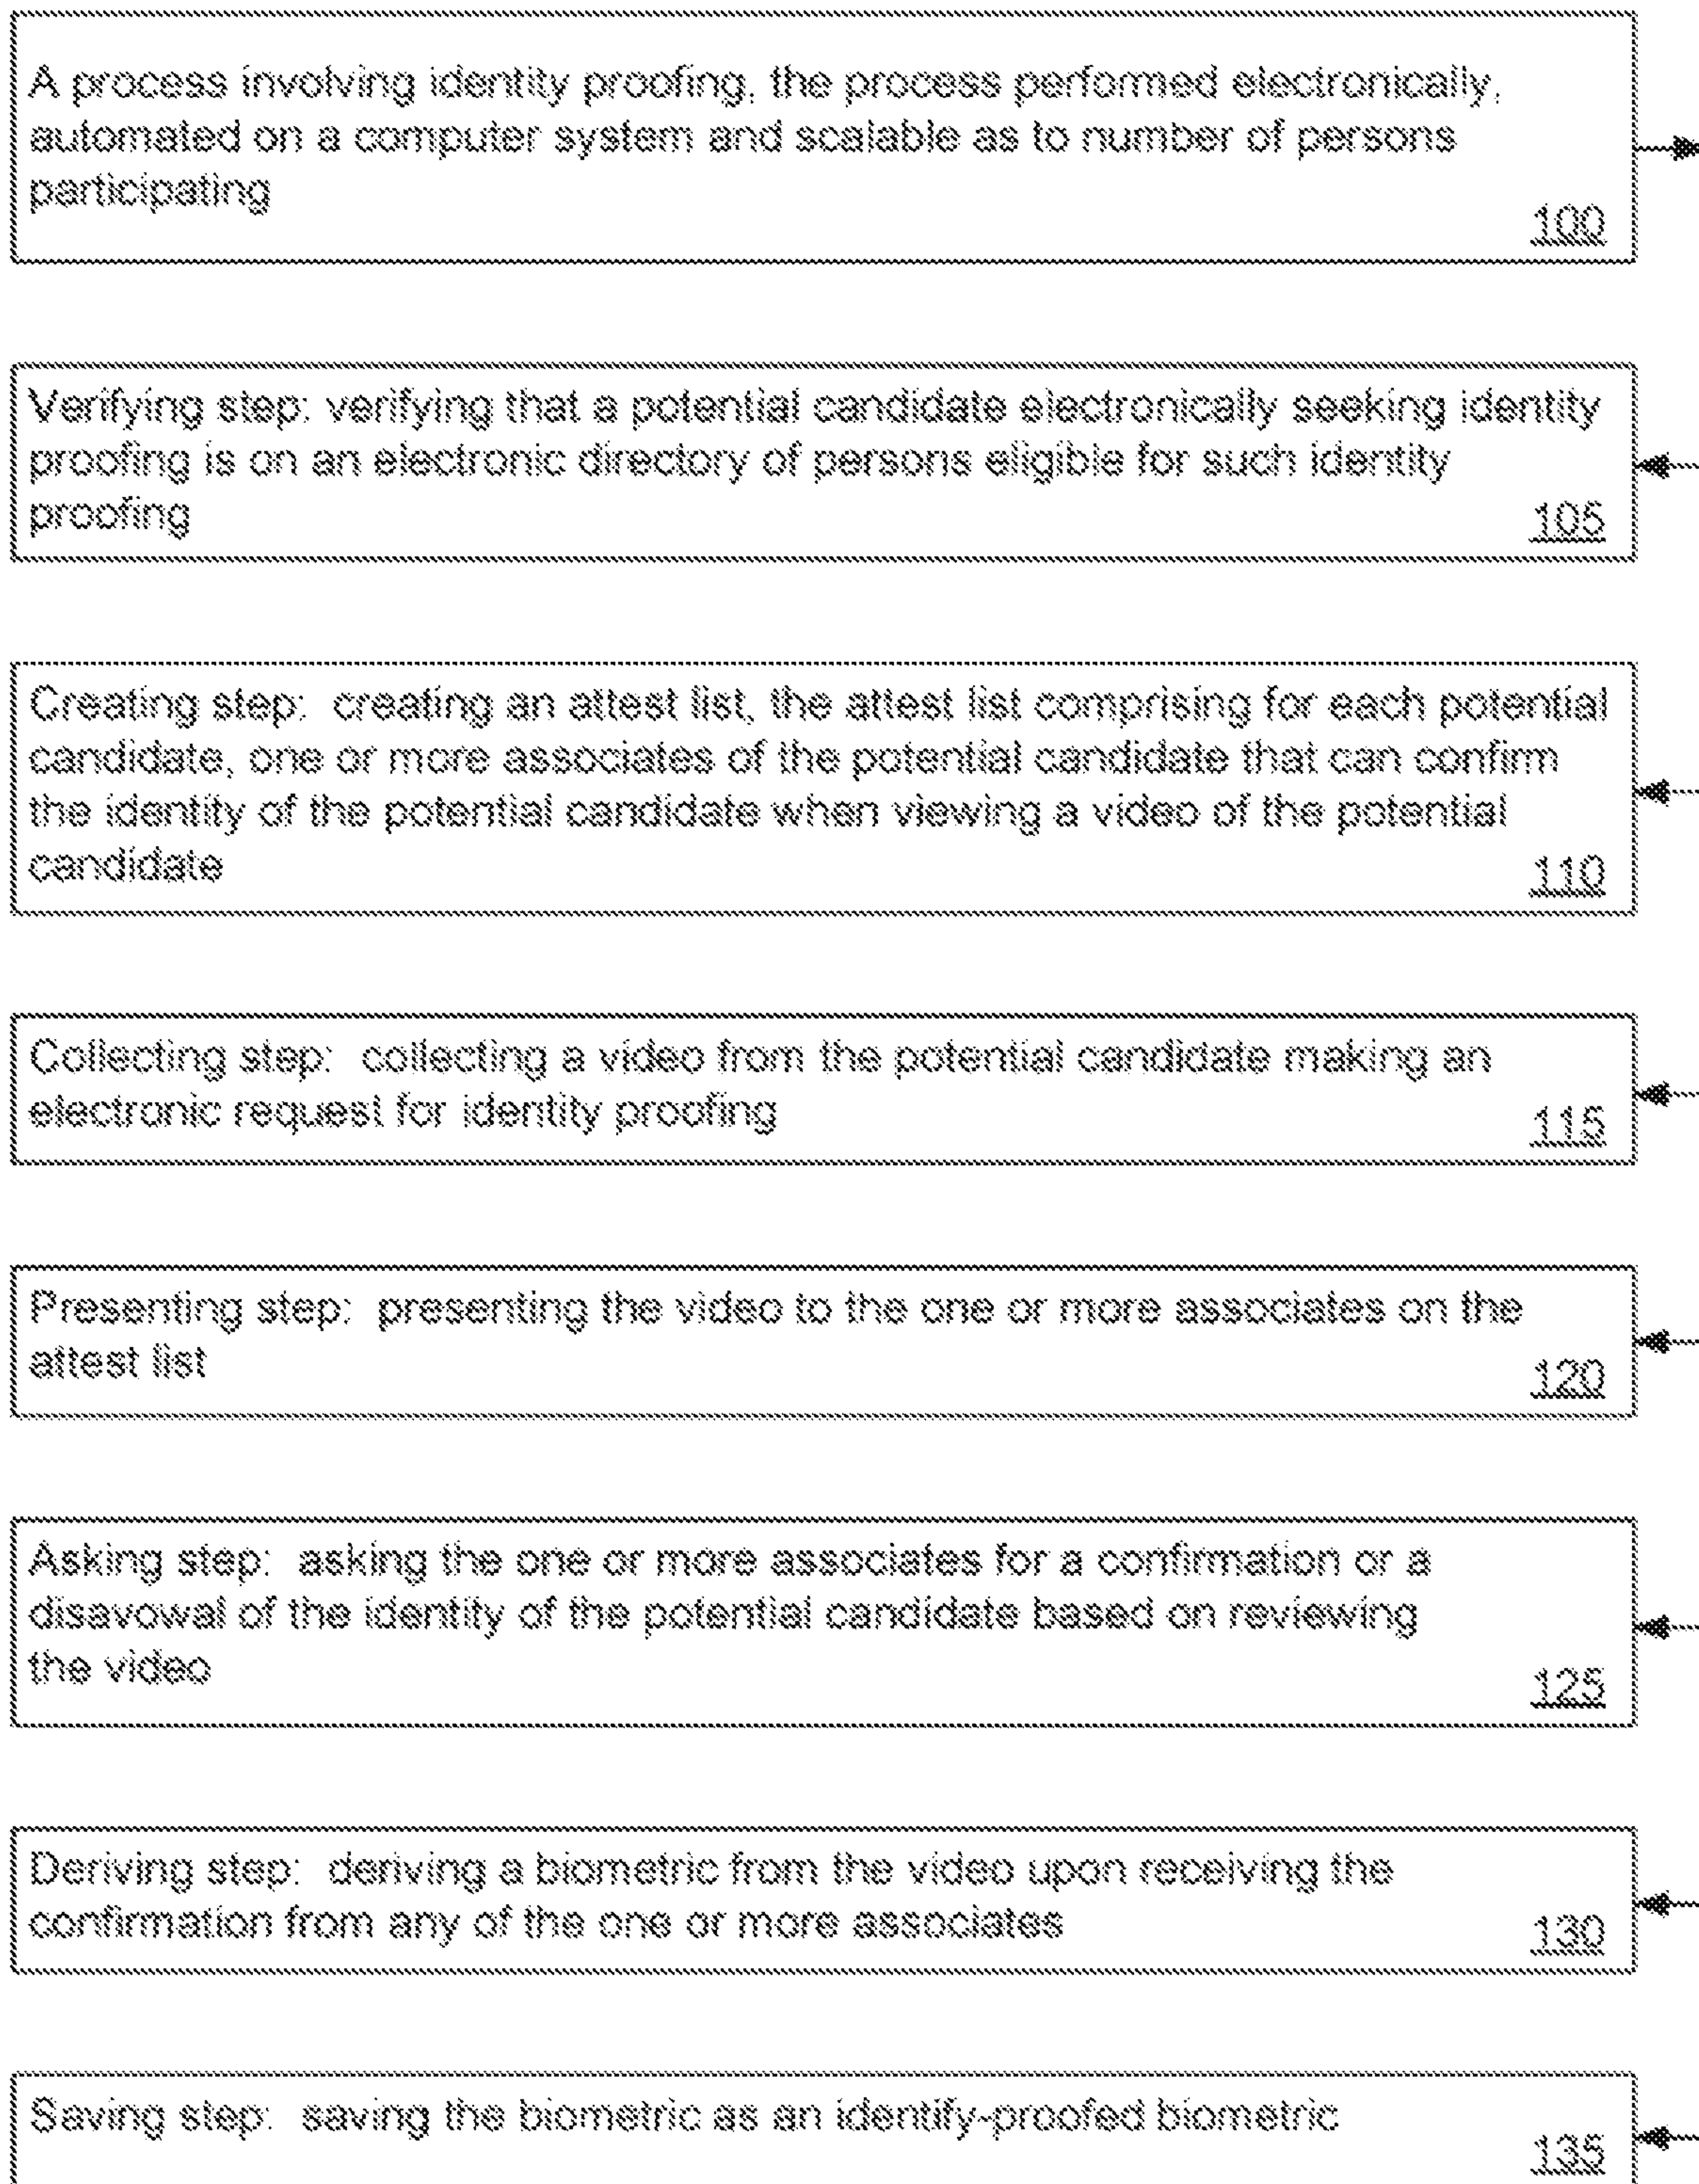 A process involving identity proofing, the process performed electronically,
automated on a computer system and scalable as to number of persons
participating
100
Verifying step: verifying that a potential candidate electronically seeking identity
proofing is on an electronic directory of persons eligible for such identity
proofing
105
Creating step: creating an attest list, the attest list comprising for each potential
candidate, one or more associates of the potential candidate that can confirm
the identity of the potential candidate when viewing a video of the potential
candidate
110
Collecting step: collecting a video from the potential candidate making an
electronic request for identity proofing
115
Presenting step: presenting the video to the one or more associates on the
attest list
120
Asking step: asking the one or more associates for a confirmation or a
disavowal of the identity of the potential candidate based on reviewing
the video
125
Deriving step: deriving a biometric from the video upon receiving the
confirmation from any of the one or more associates
130
Saving step: saving the biometric as an identify-proofed biometric
135